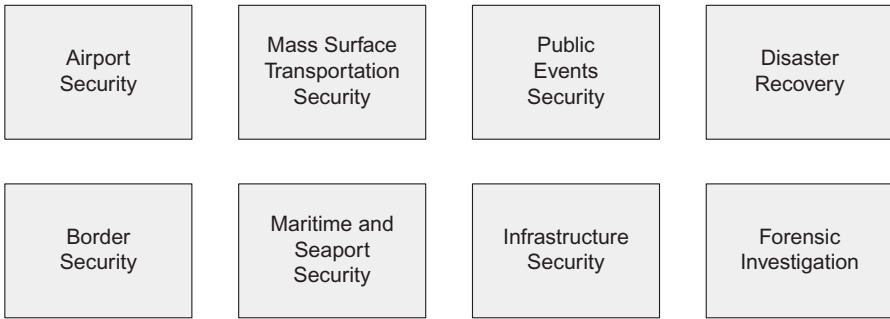 Airport
Security
Mass Surface
Transportation
Security
Public
Events
Security
Disaster
Recovery
Border
Security
Maritime and
Seaport
Security
Infrastructure
Security
Forensic
Investigation